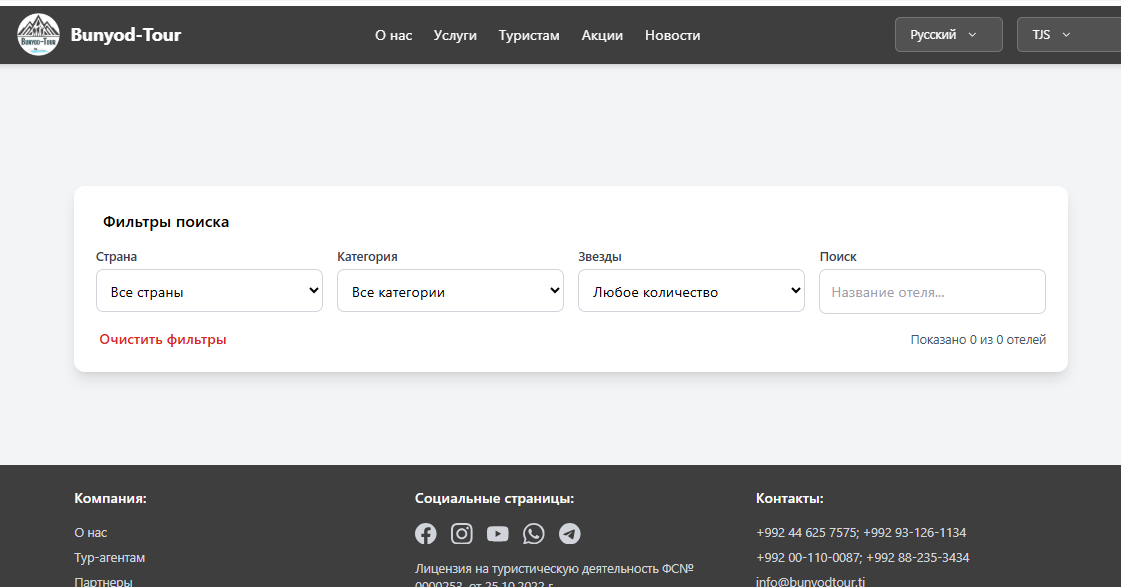 Bunyod-Tour
Bunyod-Tour
О нас
Услуги
Туристам
Акции
Новости
Русский
TJS
Фильтры поиска
Страна
Категория
Звезды
Поиск
Все страны
Все категории
Любое количество
Название отеля...
Очистить фильтры
Показано 0 из 0 отелей
Компания:
О нас
Тур-агентам
Партнеры
Социальные страницы:
Лицензия на туристическую деятельность ФС№
0000253, от 25.10.2022 г.
Контакты:
+992 44 625 7575; +992 93-126-1134
+992 00-110-0087; +992 88-235-3434
info@bunyodtour.tj